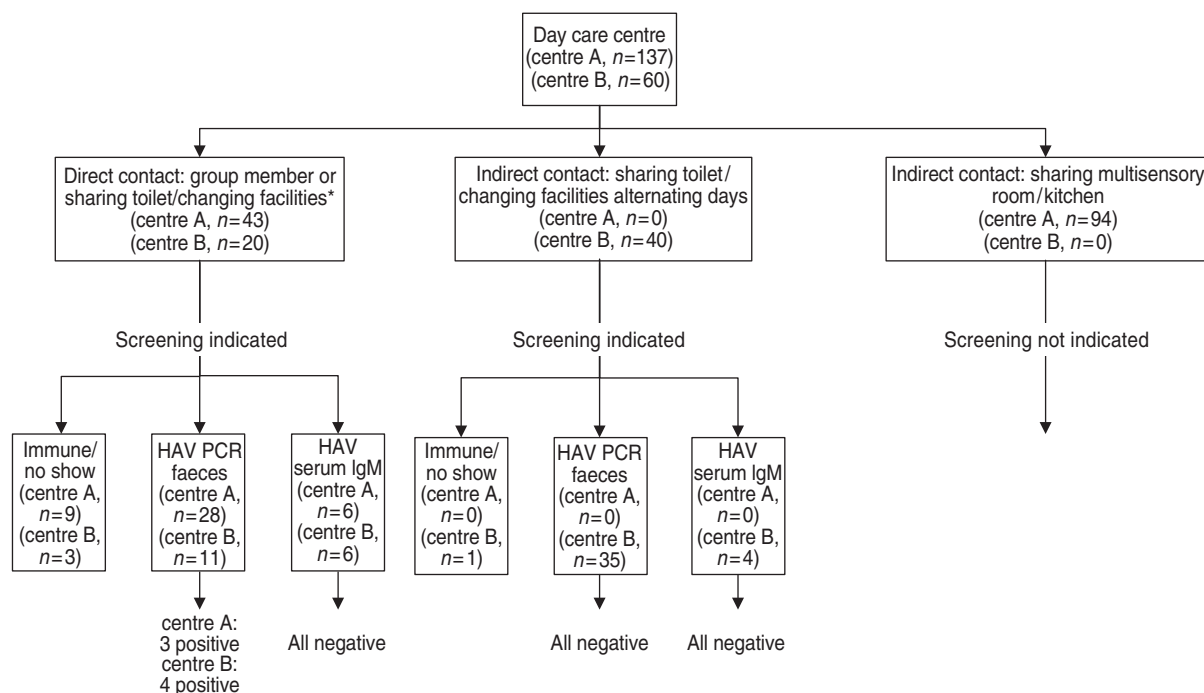 Day care centre
(centre A, n=137)
(centre B, n=60)
Direct contact: group member or
sharing toilet/changing facilities*
(centre A, n=43)
(centre B, n=20)
Indirect contact: sharing toilet/
changing facilities alternating days
(centre A, n=0)
(centre B, n=40)
Indirect contact: sharing multisensory
room/kitchen
(centre A, n=94)
(centre B, n=0)
Screening indicated
Screening indicated
Screening not indicated
Immune/
no show
(centre A,
n=9)
(centre B,
n=3)
HAV PCR
faeces
(centre A,
n=28)
(centre B,
n=11)
HAV
serum IgM
(centre A,
n=6)
(centre B,
n=6)
Immune/
no show
(centre A,
n=0)
(centre B,
n=1)
HAV PCR
faeces
(centre A,
n=0)
(centre B,
n=35)
HAV
serum IgM
(centre A,
n=0)
(centre B,
n=4)
centre A:
3 positive
centre B:
4 positive
All negative
All negative
All negative